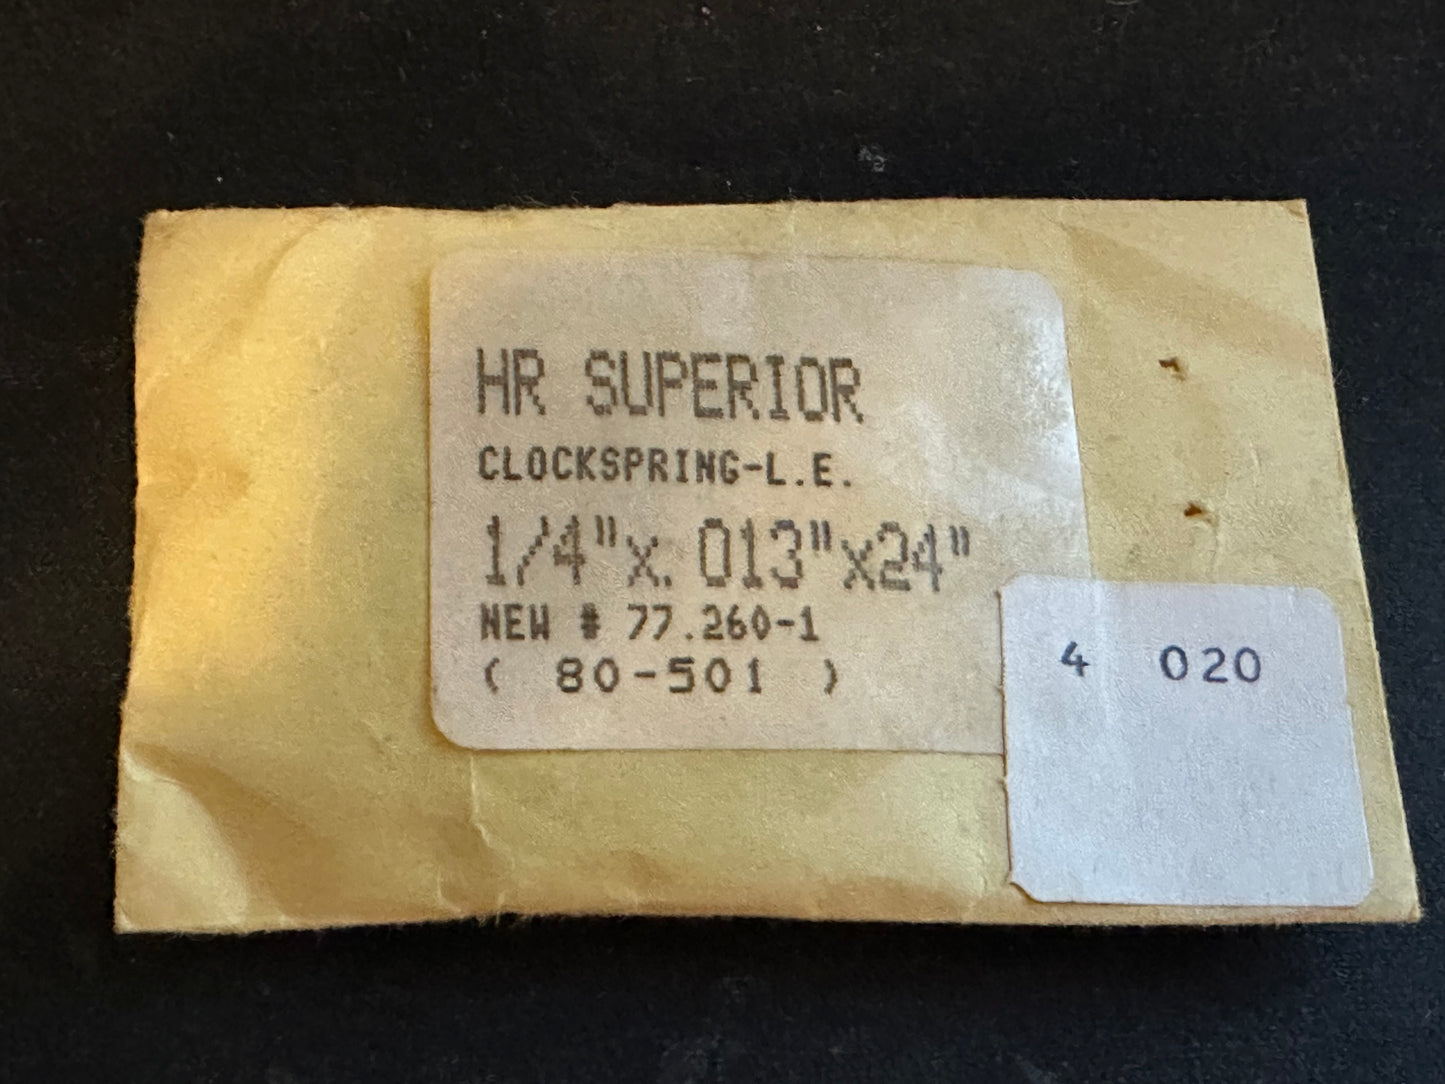 HR SUPERIOR
CLOCKSPRING-L.E.
1/4"x.013"x24"
NEW # 77.260-1
( 80-501 )
4 020